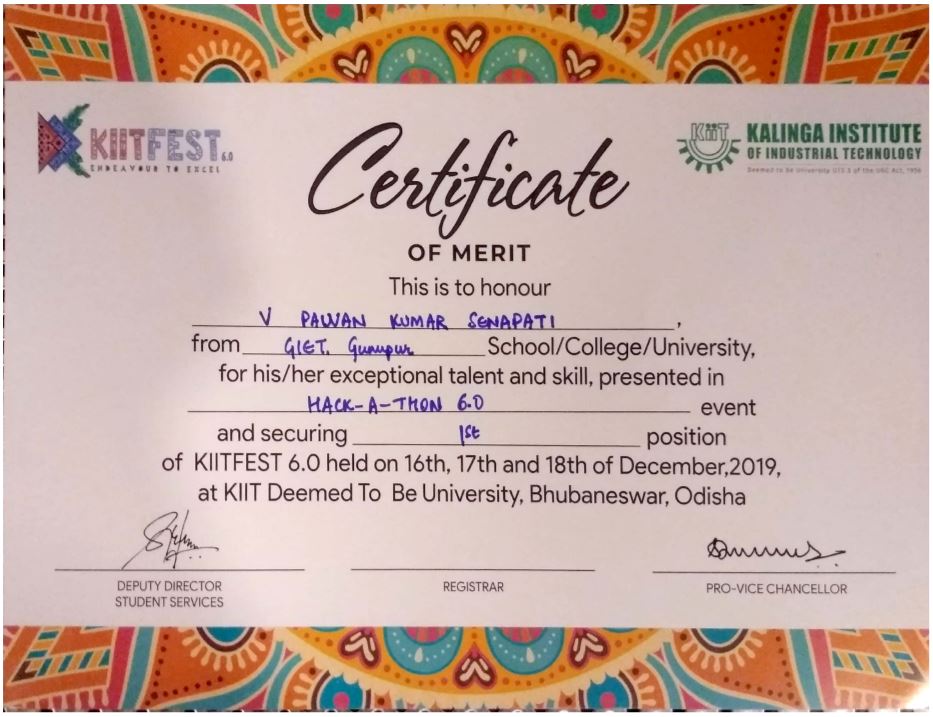 KIITFEST 6.0
ENDEAVOUR TO EXCEL
KiiT
KALINGA INSTITUTE
OF INDUSTRIAL TECHNOLOGY
Deemed to be University U/S 3 of the UGC Act, 1956
Certificate
OF MERIT
This is to honour
V PAWAN KUMAR SENAPATI,
from GIET, Gunupur School/College/University,
for his/her exceptional talent and skill, presented in
HACK-A-THON 6.0 event
and securing 1st position
of KIITFEST 6.0 held on 16th, 17th and 18th of December,2019,
at KIIT Deemed To Be University, Bhubaneswar, Odisha
DEPUTY DIRECTOR
STUDENT SERVICES
REGISTRAR
PRO-VICE CHANCELLOR